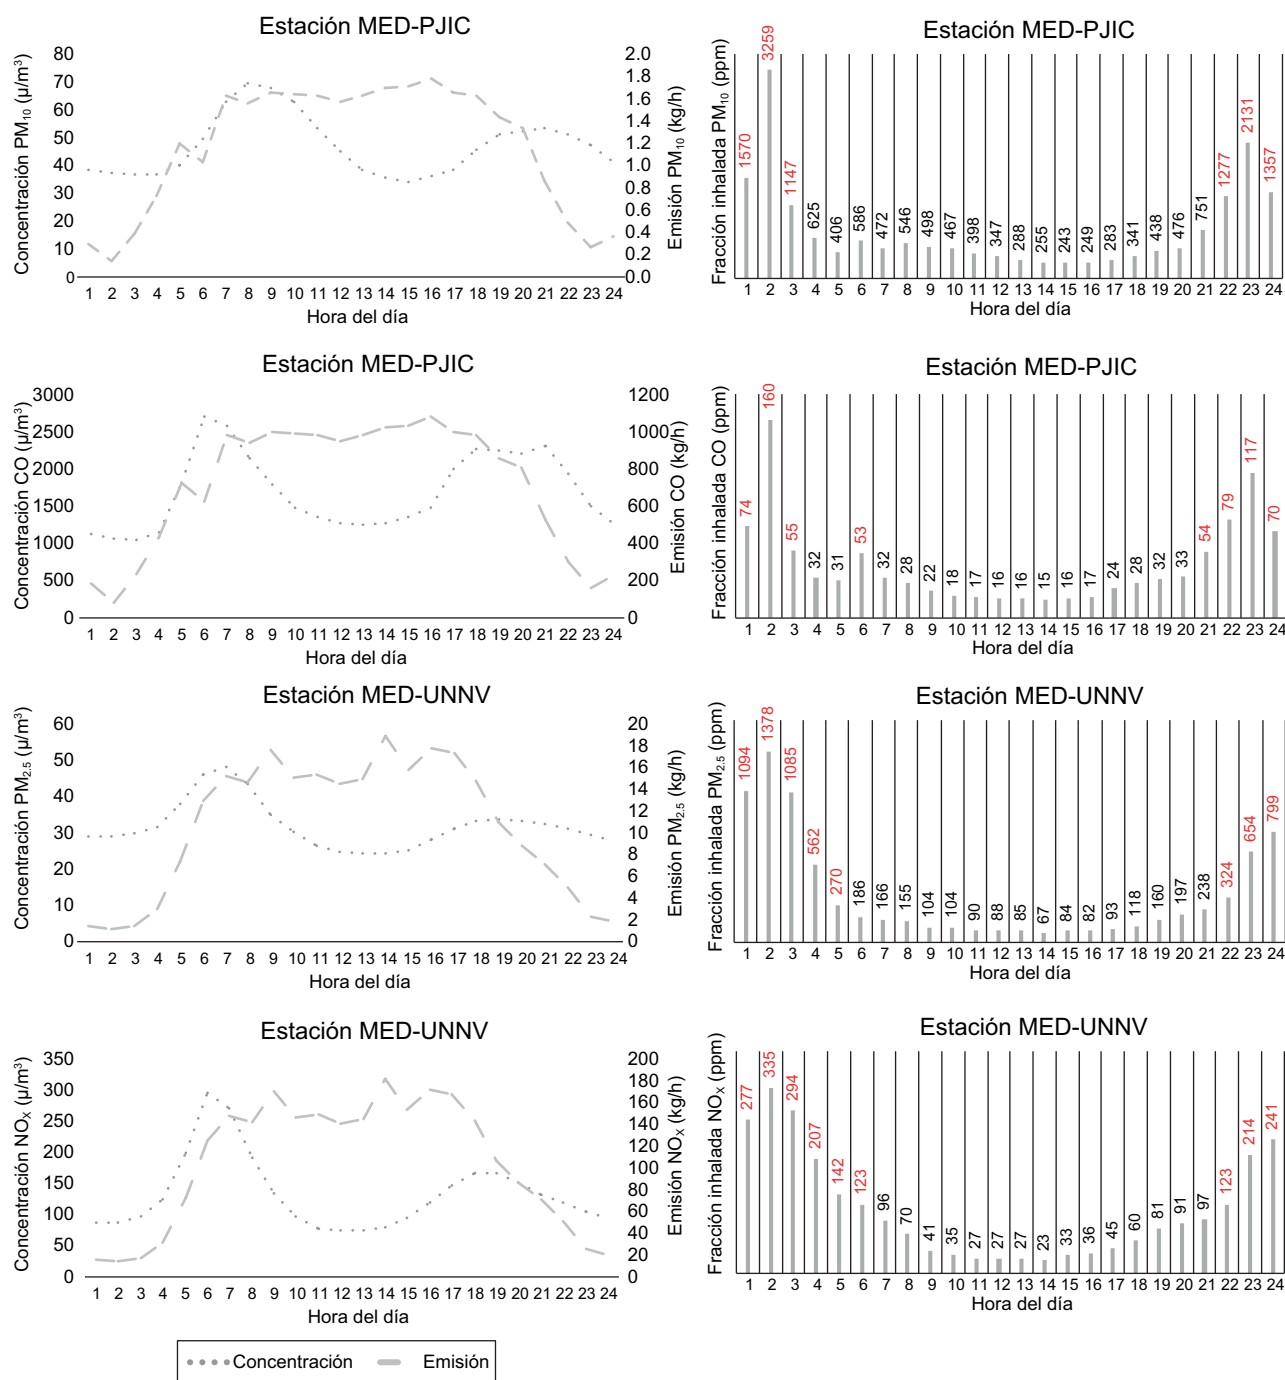 Estación MED-PJIC
Concentración PM10 (µ/m³)
80
70
60
50
40
30
20
10
0
2.0
1.8
1.6
1.4
1.2
1.0
0.8
0.6
0.4
0.2
0.0
Emisión PM10 (kg/h)
1 2 3 4 5 6 7 8 9 10 11 12 13 14 15 16 17 18 19 20 21 22 23 24
Hora del día
Estación MED-PJIC
Fracción inhalada PM10 (ppm)
1570 3259 1147 625 406 586 472 546 498 467 398 347 288 255 243 249 283 341 438 476 751 1277 2131 1357
1 2 3 4 5 6 7 8 9 10 11 12 13 14 15 16 17 18 19 20 21 22 23 24
Hora del día
Estación MED-PJIC
Concentración CO (µ/m³)
3000
2500
2000
1500
1000
500
0
1200
1000
800
600
400
200
0
Emisión CO (kg/h)
1 2 3 4 5 6 7 8 9 10 11 12 13 14 15 16 17 18 19 20 21 22 23 24
Hora del día
Estación MED-PJIC
Fracción inhalada CO (ppm)
74 160 55 32 31 53 32 28 22 18 17 16 16 15 16 17 24 28 32 33 54 79 117 70
1 2 3 4 5 6 7 8 9 10 11 12 13 14 15 16 17 18 19 20 21 22 23 24
Hora del día
Estación MED-UNNV
Concentración PM2.5 (µ/m³)
60
50
40
30
20
10
0
20
18
16
14
12
10
8
6
4
2
0
Emisión PM2.5 (kg/h)
1 2 3 4 5 6 7 8 9 10 11 12 13 14 15 16 17 18 19 20 21 22 23 24
Hora del día
Estación MED-UNNV
Fracción inhalada PM2.5 (ppm)
1094 1378 1085 562 270 186 166 155 104 104 90 88 85 67 84 82 93 118 160 197 238 324 654 799
1 2 3 4 5 6 7 8 9 10 11 12 13 14 15 16 17 18 19 20 21 22 23 24
Hora del día
Estación MED-UNNV
Concentración NOX (µ/m³)
350
300
250
200
150
100
50
0
200
180
160
140
120
100
80
60
40
20
0
Emisión NOX (kg/h)
1 2 3 4 5 6 7 8 9 10 11 12 13 14 15 16 17 18 19 20 21 22 23 24
Hora del día
Estación MED-UNNV
Fracción inhalada NOX (ppm)
277 335 294 207 142 123 96 70 41 35 27 27 27 23 33 36 45 60 81 91 97 123 214 241
1 2 3 4 5 6 7 8 9 10 11 12 13 14 15 16 17 18 19 20 21 22 23 24
Hora del día
Concentración Emisión